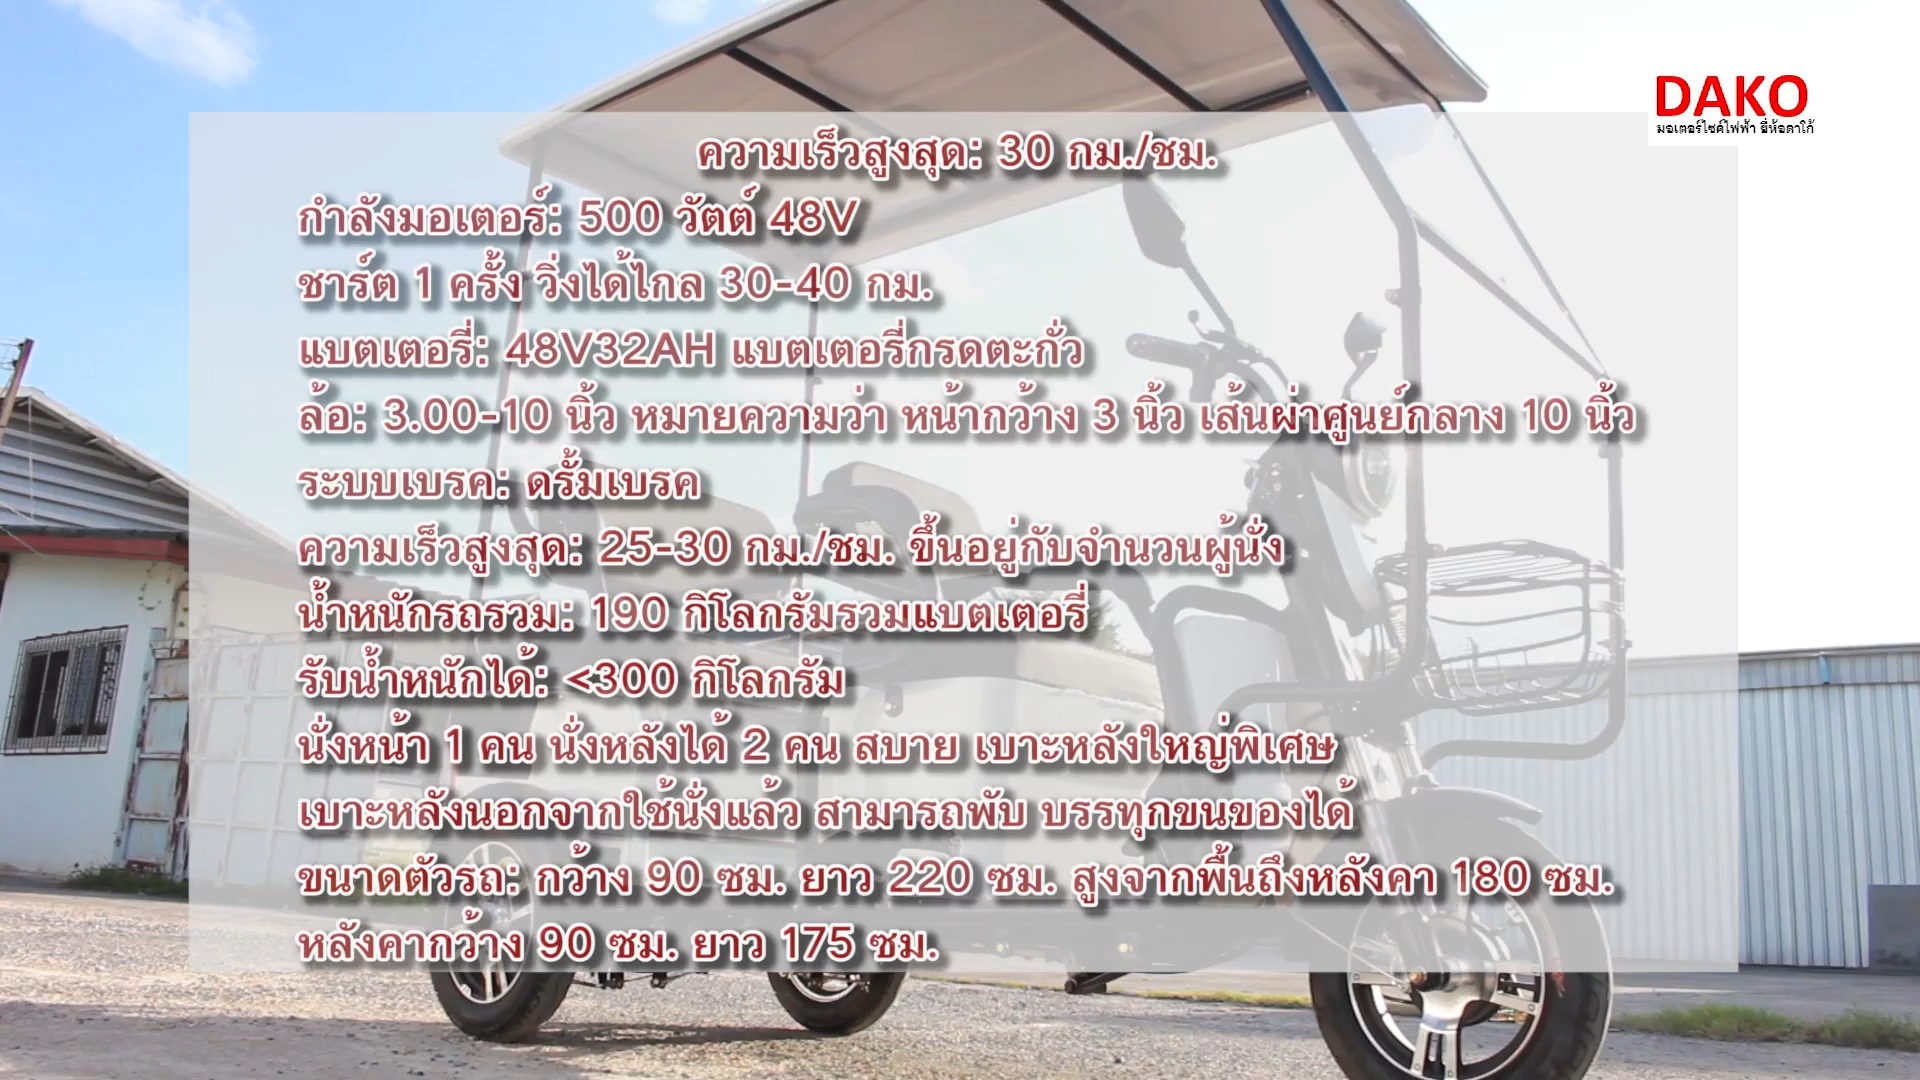 DAKO
มอเตอร์ไซค์ไฟฟ้า ยี่ห้อดาโก้
ความเร็วสูงสุด: 30 กม./ชม.
กำลังมอเตอร์: 500 วัตต์ 48V
ชาร์ต 1 ครั้ง วิ่งได้ไกล 30-40 กม.
แบตเตอรี่: 48V32AH แบตเตอรี่กรดตะกั่ว
ล้อ: 3.00-10 นิ้ว หมายความว่า หน้ากว้าง 3 นิ้ว เส้นผ่าศูนย์กลาง 10 นิ้ว
ระบบเบรค: ดรั้มเบรค
ความเร็วสูงสุด: 25-30 กม./ชม. ขึ้นอยู่กับจำนวนผู้นั่ง
น้ำหนักรถรวม: 190 กิโลกรัมรวมแบตเตอรี่
รับน้ำหนักได้: <300 กิโลกรัม
นั่งหน้า 1 คน นั่งหลังได้ 2 คน สบาย เบาะหลังใหญ่พิเศษ
เบาะหลังนอกจากใช้นั่งแล้ว สามารถพับ บรรทุกขนของได้
ขนาดตัวรถ: กว้าง 90 ซม. ยาว 220 ซม. สูงจากพื้นถึงหลังคา 180 ซม.
หลังคากว้าง 90 ซม. ยาว 175 ซม.